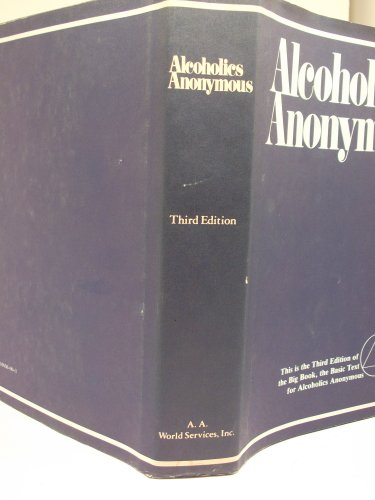 Alcoholics
Anonymous
Third Edition
A. A.
World Services, Inc.
Alcohol
Anonym
This is the Third Edition of
the Big Book, the Basic Text
for Alcoholics Anonymous